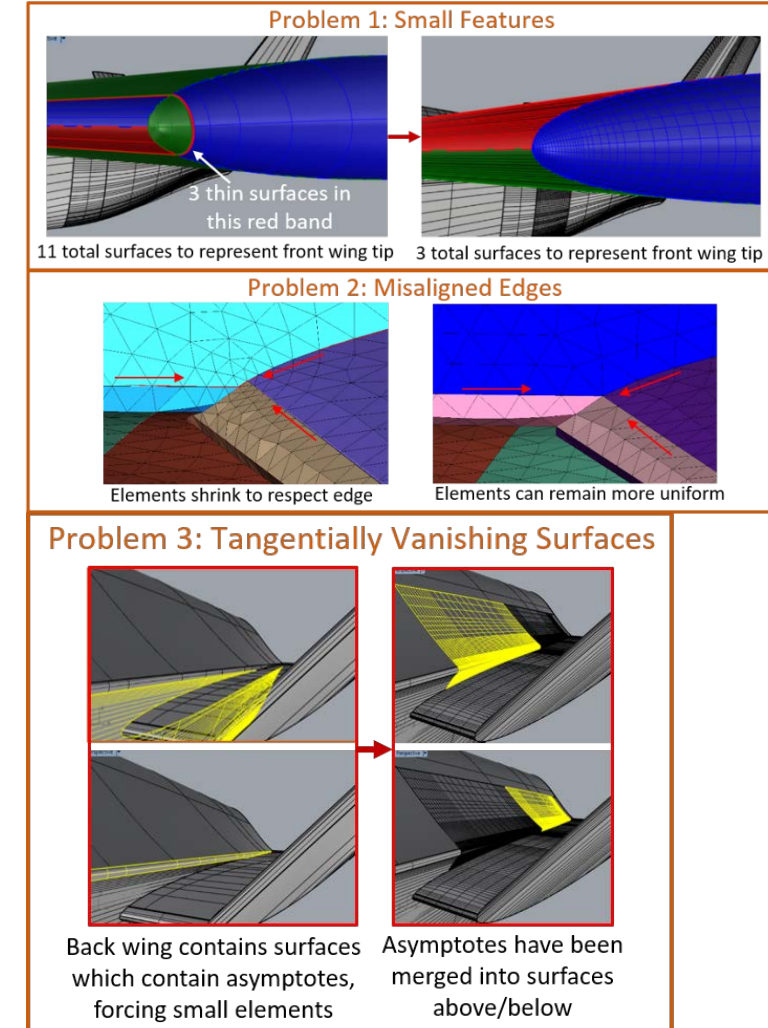 Problem 1: Small Features
3 thin surfaces in
this red band
11 total surfaces to represent front wing tip
3 total surfaces to represent front wing tip
Problem 2: Misaligned Edges
Elements shrink to respect edge
Elements can remain more uniform
Problem 3: Tangentially Vanishing Surfaces
Perspective
Back wing contains surfaces
which contain asymptotes,
forcing small elements
Asymptotes have been
merged into surfaces
above/below